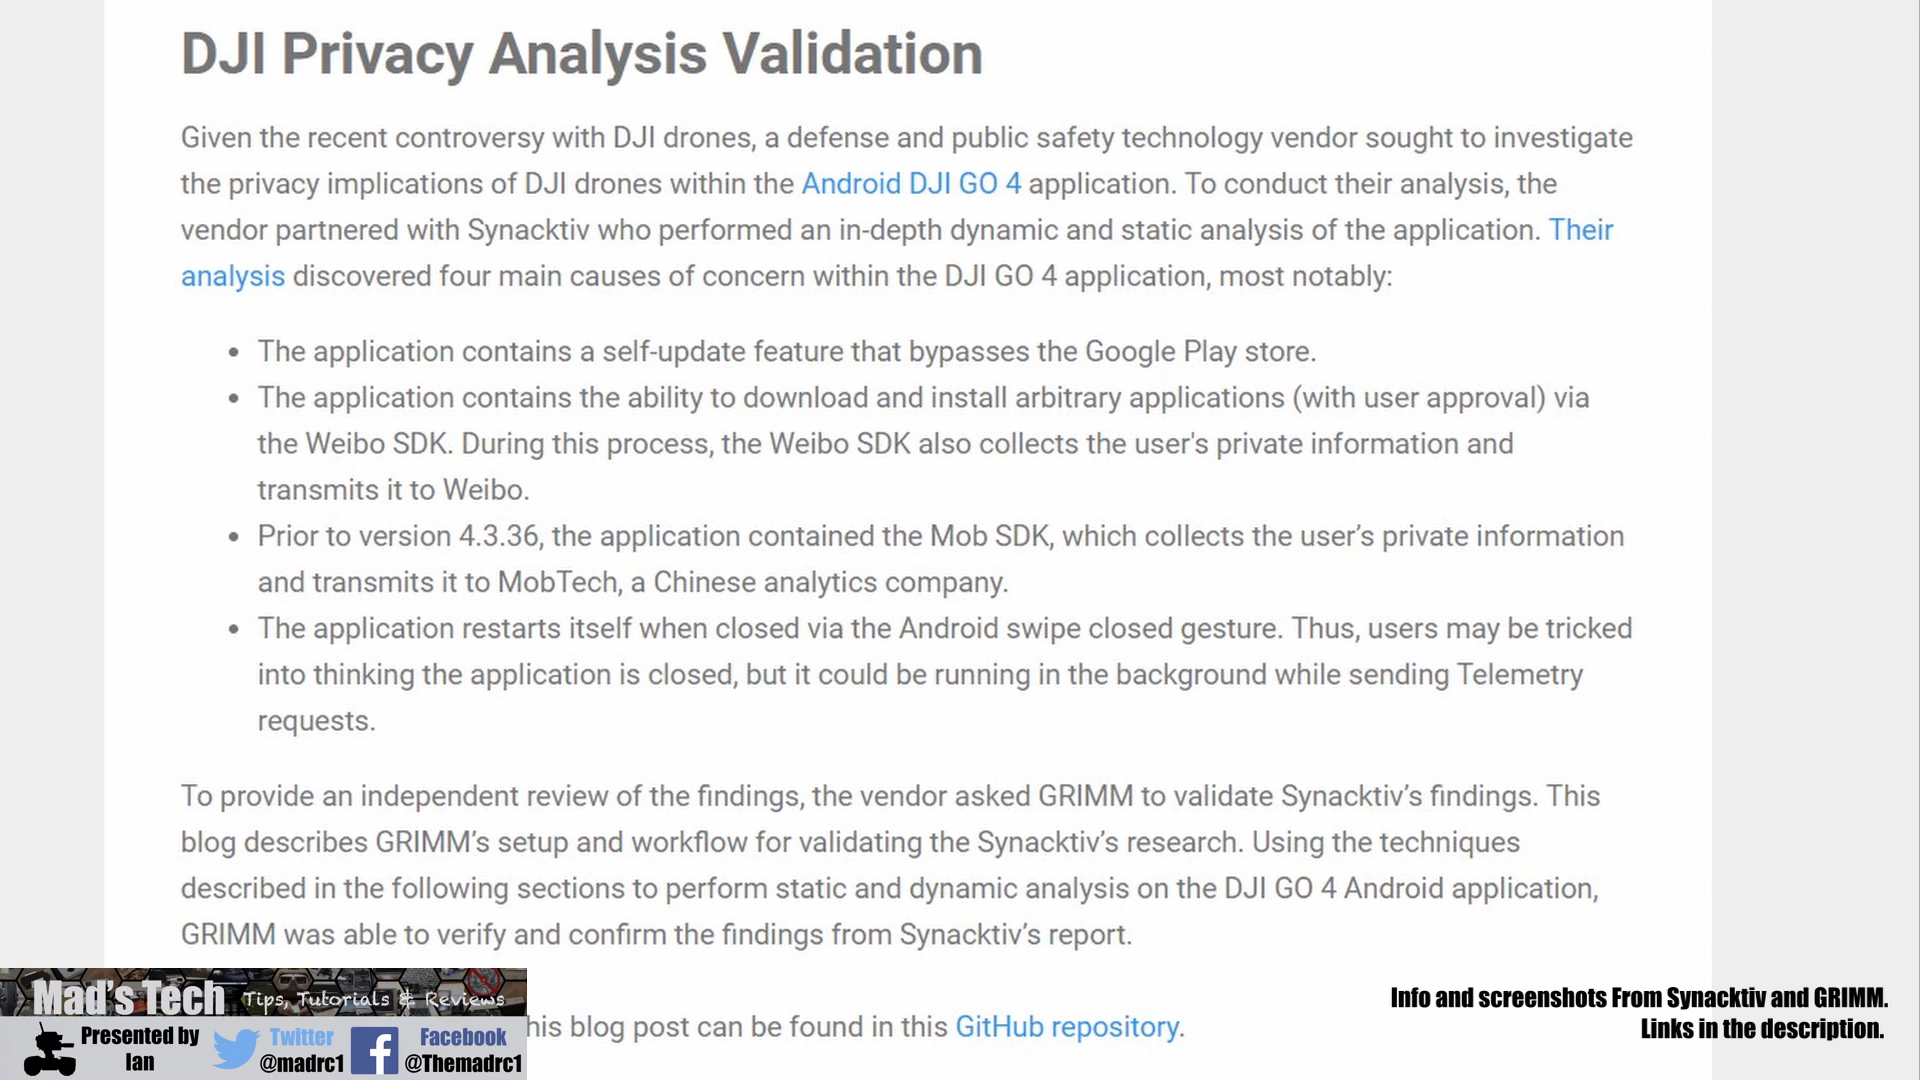 DJI Privacy Analysis Validation
Given the recent controversy with DJI drones, a defense and public safety technology vendor sought to investigate
the privacy implications of DJI drones within the Android DJI GO 4 application. To conduct their analysis, the
vendor partnered with Synacktiv who performed an in-depth dynamic and static analysis of the application. Their
analysis discovered four main causes of concern within the DJI GO 4 application, most notably:
• The application contains a self-update feature that bypasses the Google Play store.
• The application contains the ability to download and install arbitrary applications (with user approval) via
the Weibo SDK. During this process, the Weibo SDK also collects the user's private information and
transmits it to Weibo.
• Prior to version 4.3.36, the application contained the Mob SDK, which collects the user’s private information
and transmits it to MobTech, a Chinese analytics company.
• The application restarts itself when closed via the Android swipe closed gesture. Thus, users may be tricked
into thinking the application is closed, but it could be running in the background while sending Telemetry
requests.
To provide an independent review of the findings, the vendor asked GRIMM to validate Synacktiv’s findings. This
blog describes GRIMM’s setup and workflow for validating the Synacktiv’s research. Using the techniques
described in the following sections to perform static and dynamic analysis on the DJI GO 4 Android application,
GRIMM was able to verify and confirm the findings from Synacktiv’s report.
his blog post can be found in this GitHub repository.
Mad's Tech Tips, Tutorials & Reviews
Presented by
Ian
Twitter
@madrc1
Facebook
@Themadrc1
Info and screenshots From Synacktiv and GRIMM.
Links in the description.